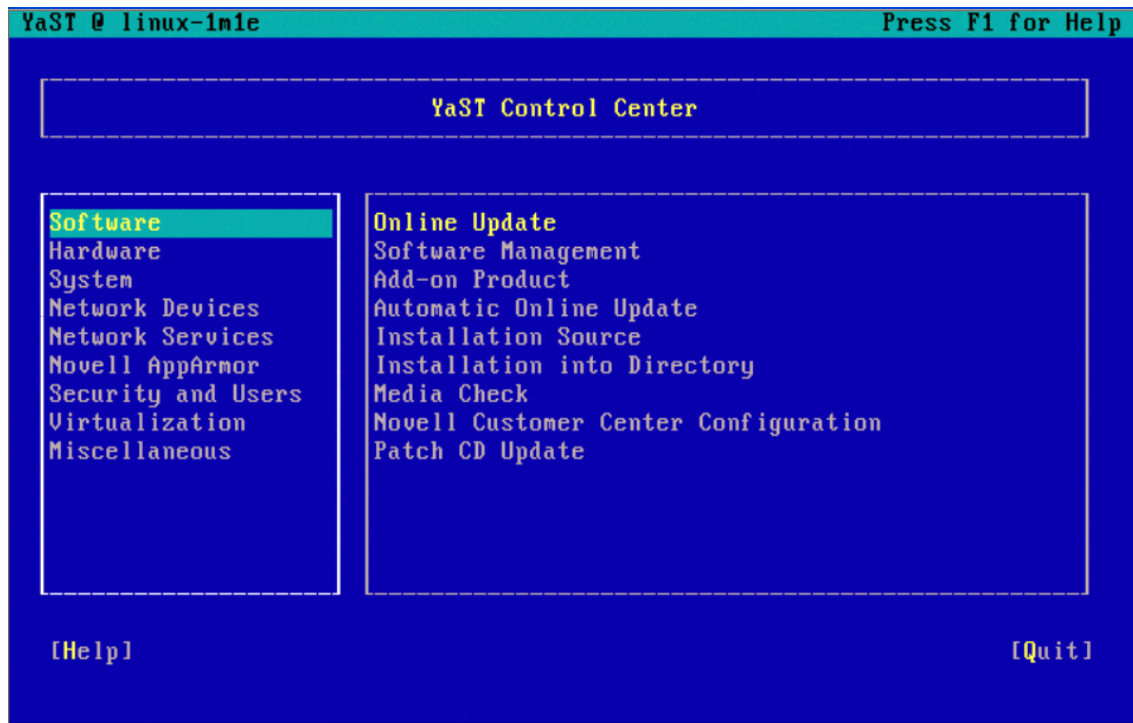 YaST @ linux-1m1e Press F1 for Help
YaST Control Center
Software
Hardware
System
Network Devices
Network Services
Novell AppArmor
Security and Users
Virtualization
Miscellaneous
Online Update
Software Management
Add-on Product
Automatic Online Update
Installation Source
Installation into Directory
Media Check
Novell Customer Center Configuration
Patch CD Update
[Help] [Quit]